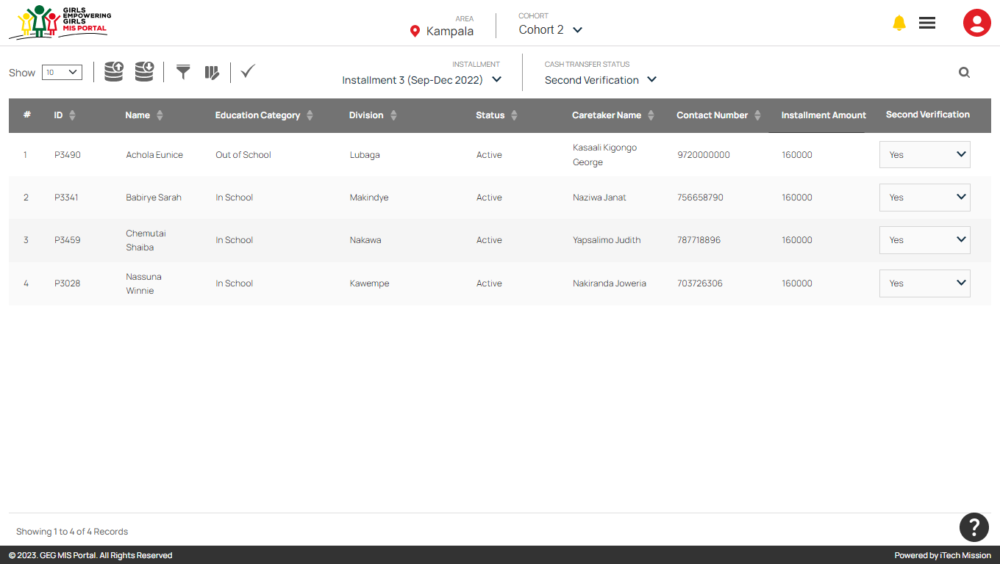 GIRLS
EMPOWERING
GIRLS
MIS PORTAL
AREA
Kampala
COHORT
Cohort 2
Show 10
INSTALLMENT
Installment 3 (Sep-Dec 2022)
CASH TRANSFER STATUS
Second Verification
# ID Name Education Category Division Status Caretaker Name Contact Number Installment Amount Second Verification
1 P3490 Achola Eunice Out of School Lubaga Active Kasaali Kigongo George 9720000000 160000 Yes
2 P3341 Babirye Sarah In School Makindye Active Naziwa Janat 756658790 160000 Yes
3 P3459 Chemutai Shaiba In School Nakawa Active Yapsalimo Judith 787718896 160000 Yes
4 P3028 Nassuna Winnie In School Kawempe Active Nakiranda Joweria 703726306 160000 Yes
Showing 1 to 4 of 4 Records
?
© 2023. GEG MIS Portal. All Rights Reserved
Powered by iTech Mission